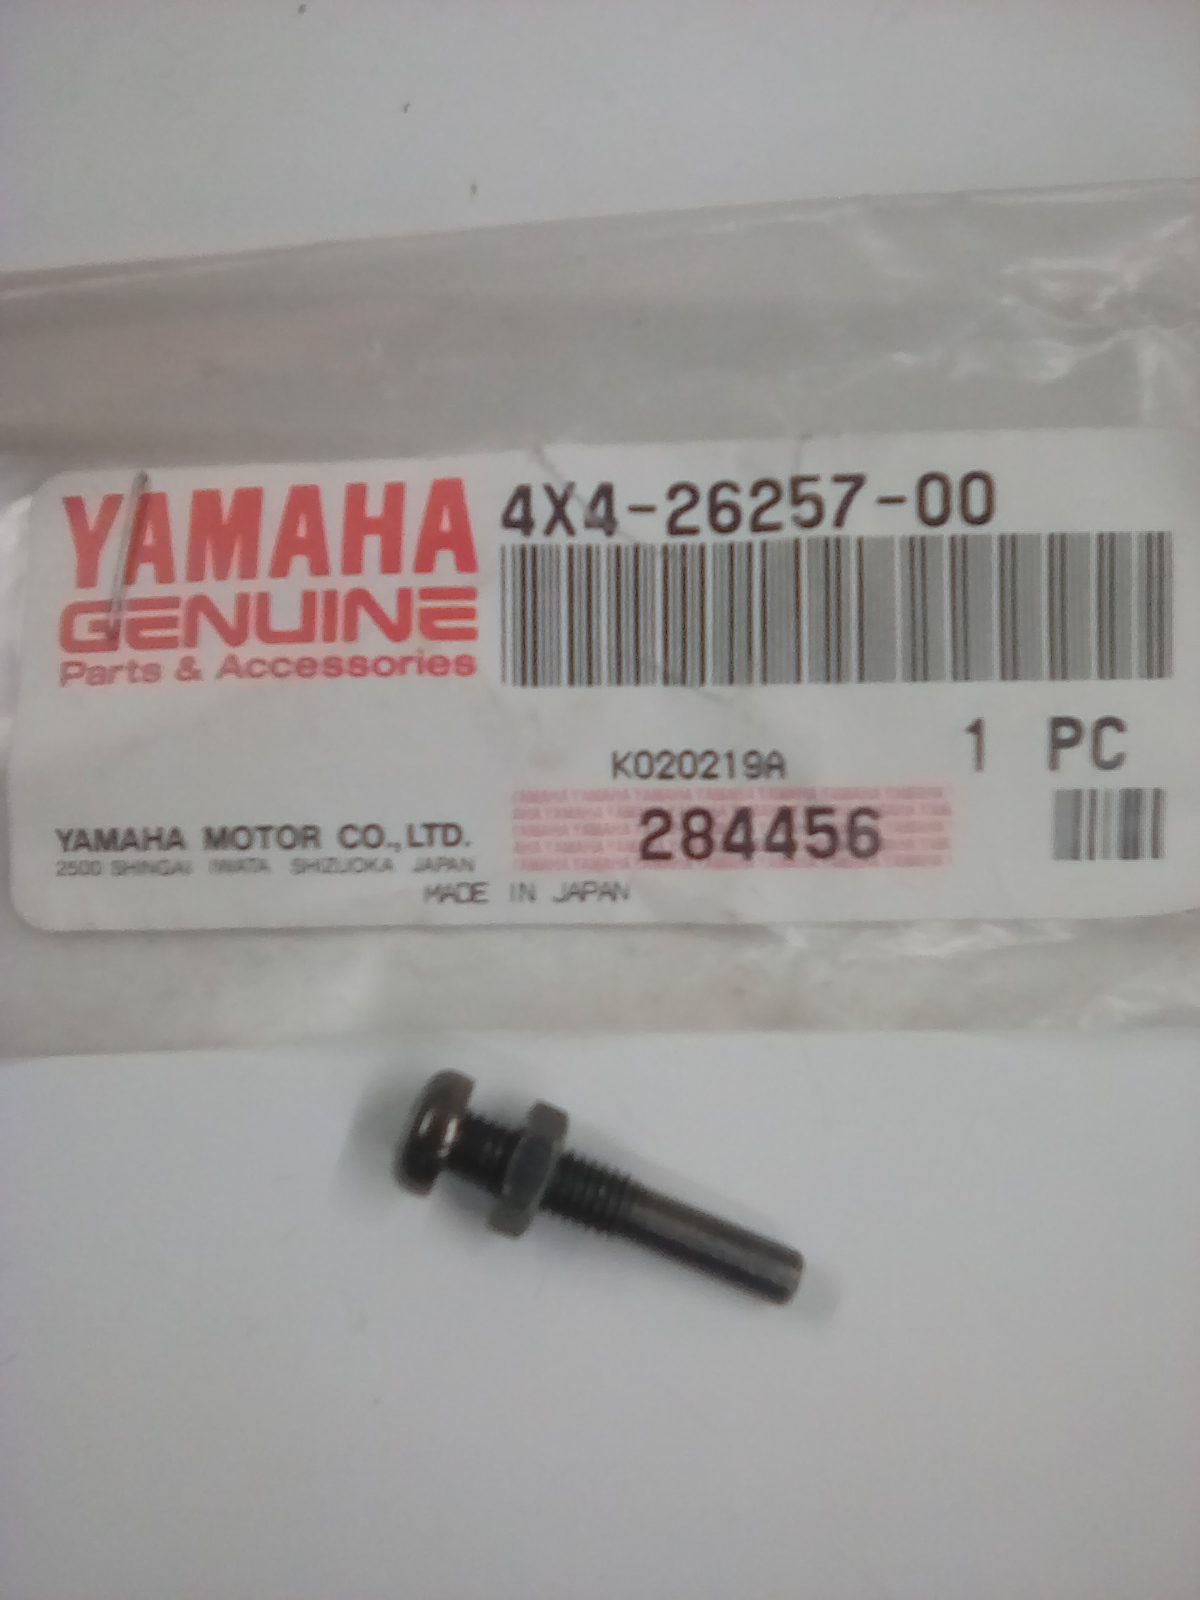 YAMAHA
GENUINE
Parts & Accessories
4X4-26257-00
1 PC
K020219A
284456
YAMAHA MOTOR CO.,LTD.
2500 SHINGAI IWATA SHIZUOKA JAPAN
MADE IN JAPAN